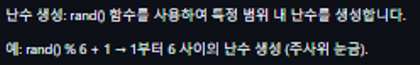 난수 생성: rand() 함수를 사용하여 특정 범위 내 난수를 생성합니다.
예: rand() % 6 + 1 → 1부터 6 사이의 난수 생성 (주사위 눈금).